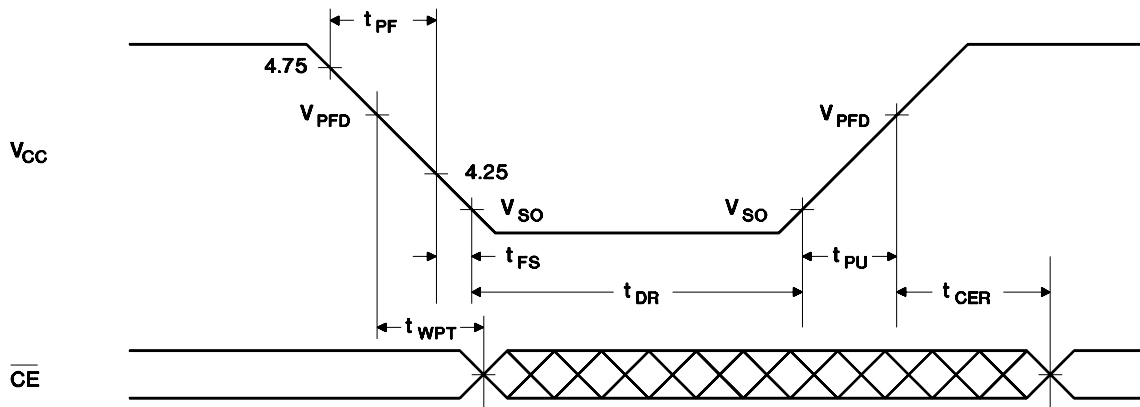 t PF
4.75
V PFD
V PFD
V CC
4.25
V SO
V SO
t FS
t PU
t DR
t CER
t WPT
CE